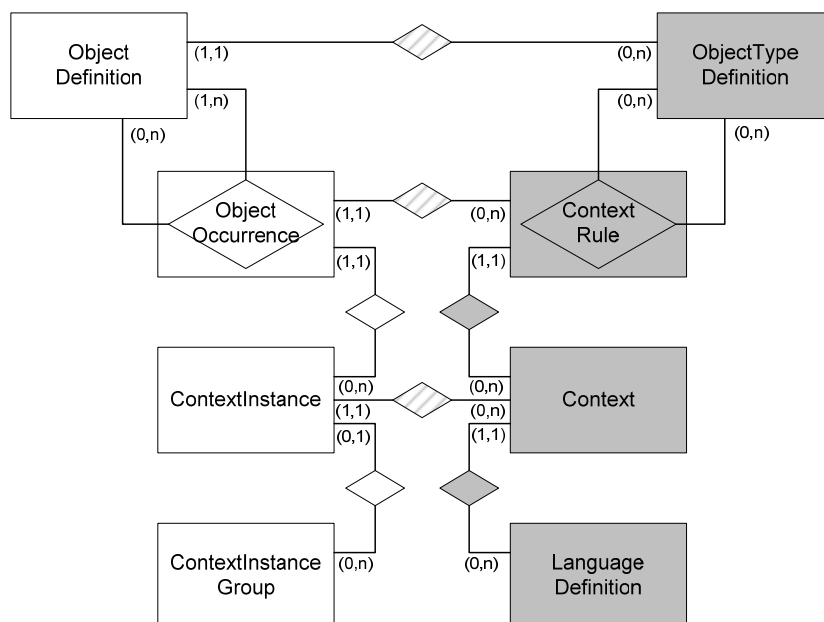 Object
Definition
(1,1)
(0,n)
ObjectType
Definition
(1,n)
(0,n)
(0,n)
(0,n)
Object
Occurrence
(1,1)
(0,n)
Context
Rule
(1,1)
(1,1)
ContextInstance
(0,n)
(0,n)
(1,1)
(0,n)
(0,1)
(1,1)
Context
ContextInstance
Group
(0,n)
(0,n)
Language
Definition